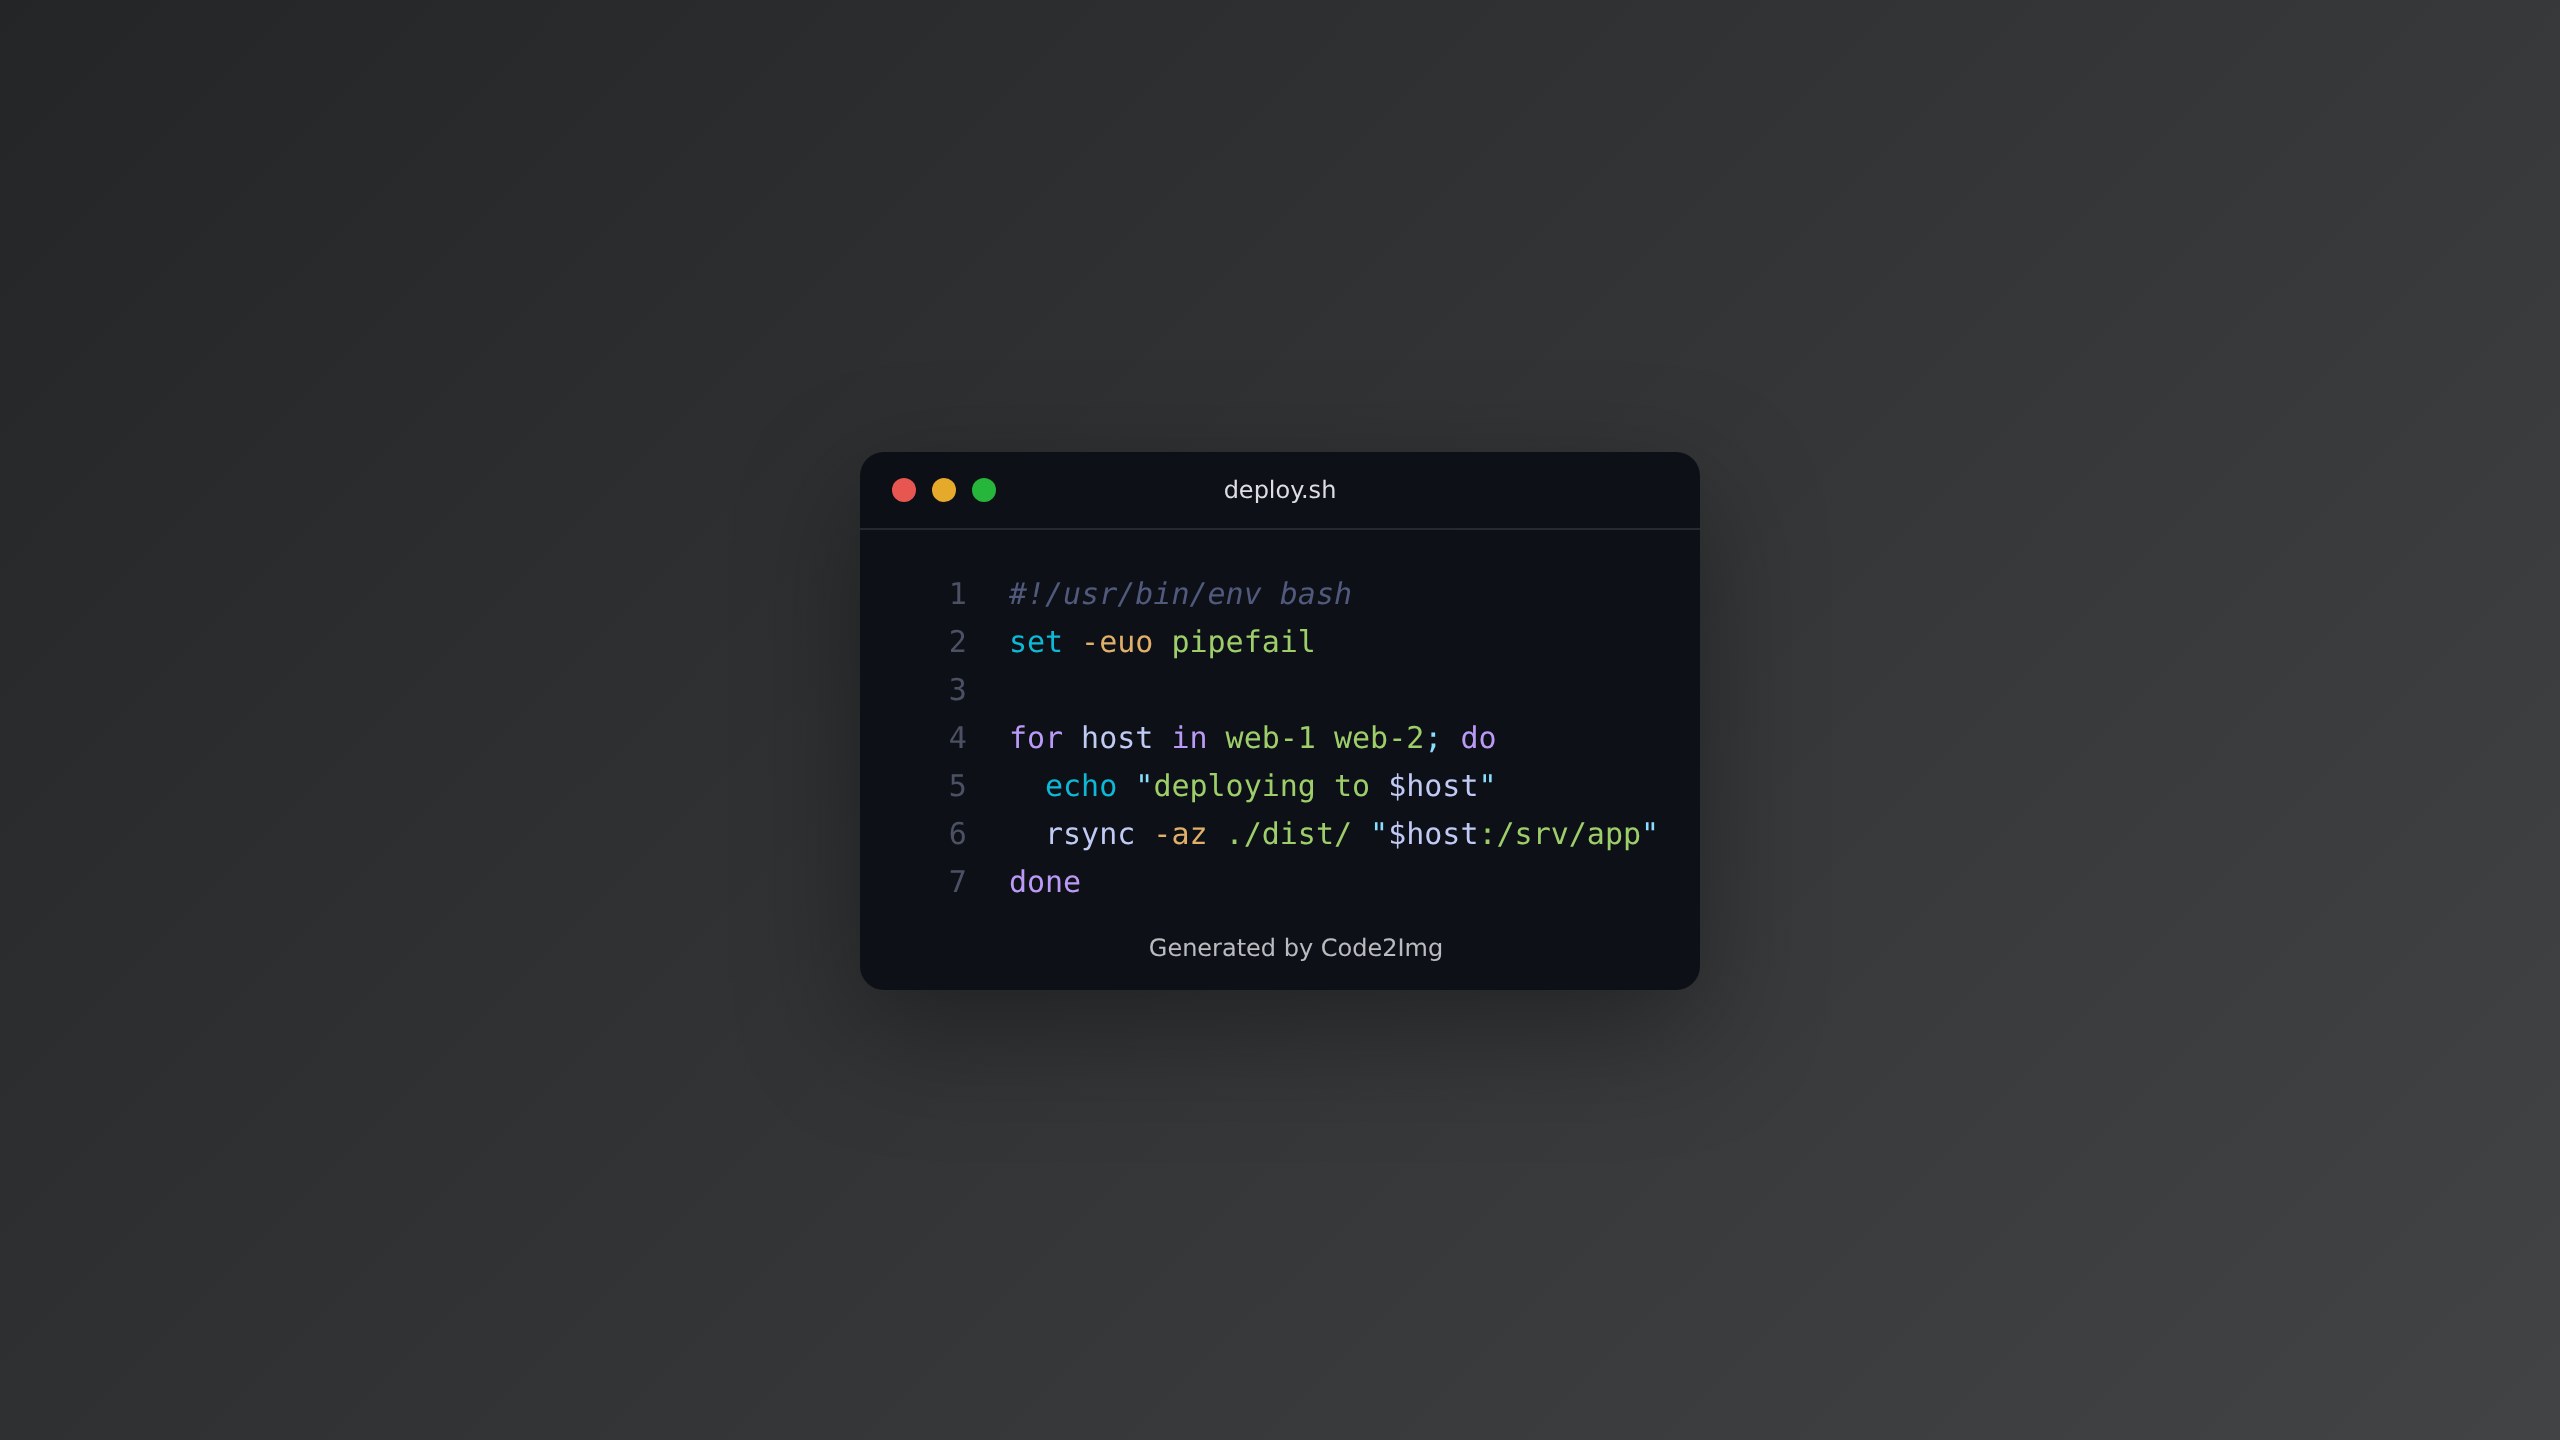 deploy.sh
1 #!/usr/bin/env bash
2 set -euo pipefail
3
4 for host in web-1 web-2; do
5   echo "deploying to $host"
6   rsync -az ./dist/ "$host:/srv/app"
7 done
Generated by Code2Img